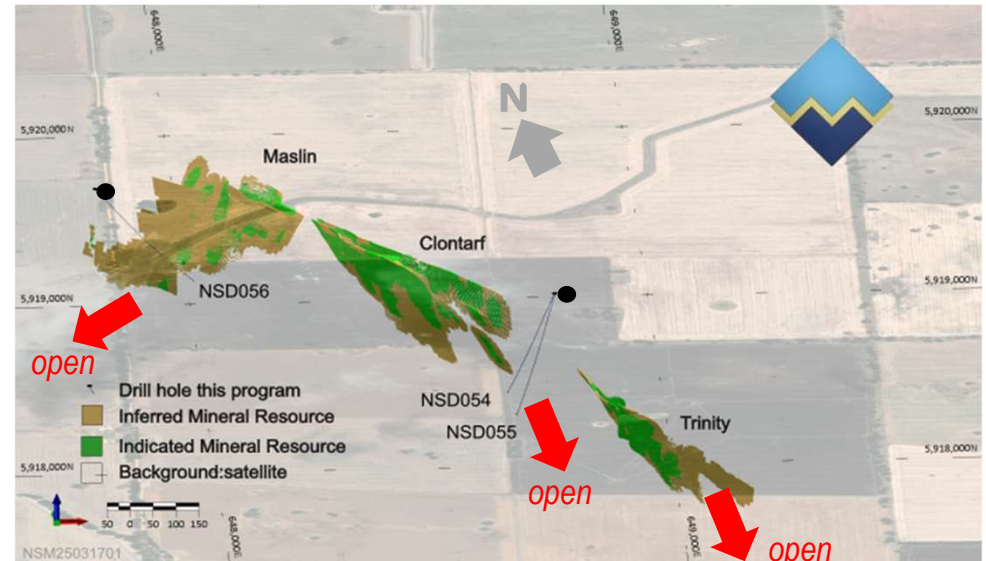 648,000E
649,000E
N
5,920,000N
5,920,000N
Maslin
Clontarf
NSD056
5,919,000N
5,919,000N
open
Drill hole this program
Inferred Mineral Resource
Indicated Mineral Resource
Background:satellite
NSD054
NSD055
Trinity
open
5,918,000N
5,918,000N
50 0 50 100 150
648,000E
649,000E
open
NSM25031701